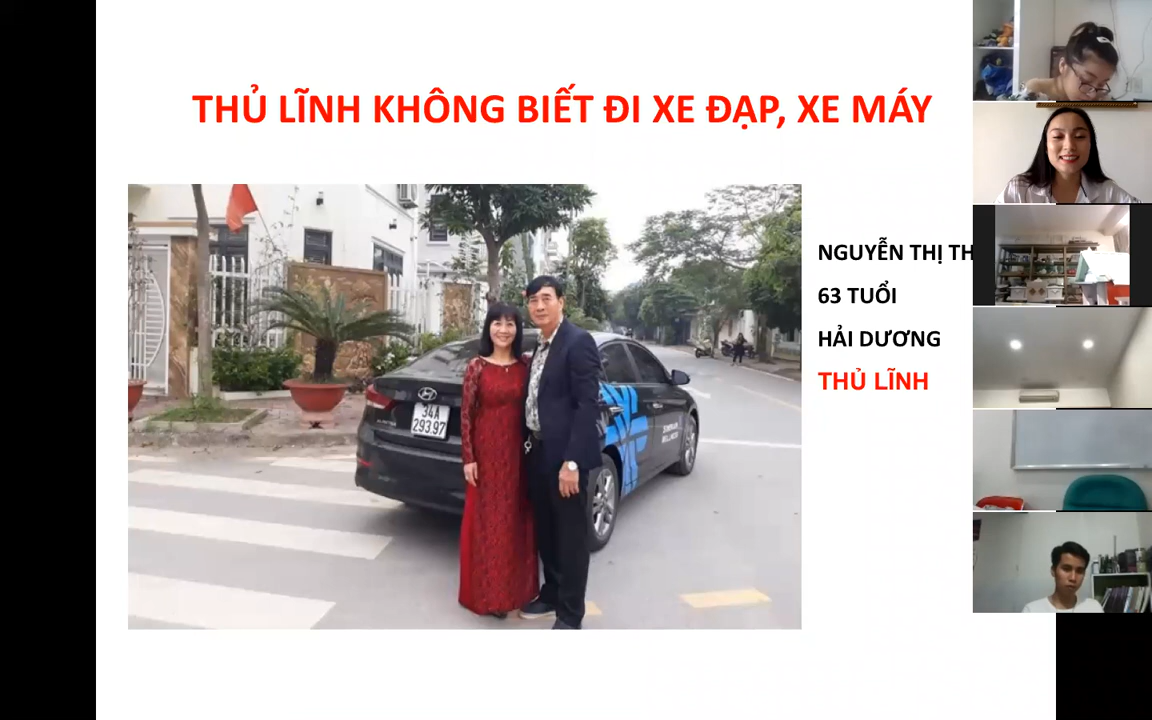 THỦ LĨNH KHÔNG BIẾT ĐI XE ĐẠP, XE MÁY
NGUYỄN THỊ TH
63 TUỔI
HẢI DƯƠNG
THỦ LĨNH
34A
293.97